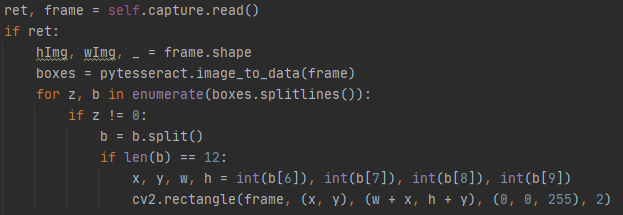 ret, frame = self.capture.read()
if ret:
    hImg, wImg, _ = frame.shape
    boxes = pytesseract.image_to_data(frame)
    for z, b in enumerate(boxes.splitlines()):
        if z != 0:
            b = b.split()
            if len(b) == 12:
                x, y, w, h = int(b[6]), int(b[7]), int(b[8]), int(b[9])
                cv2.rectangle(frame, (x, y), (w + x, h + y), (0, 0, 255), 2)